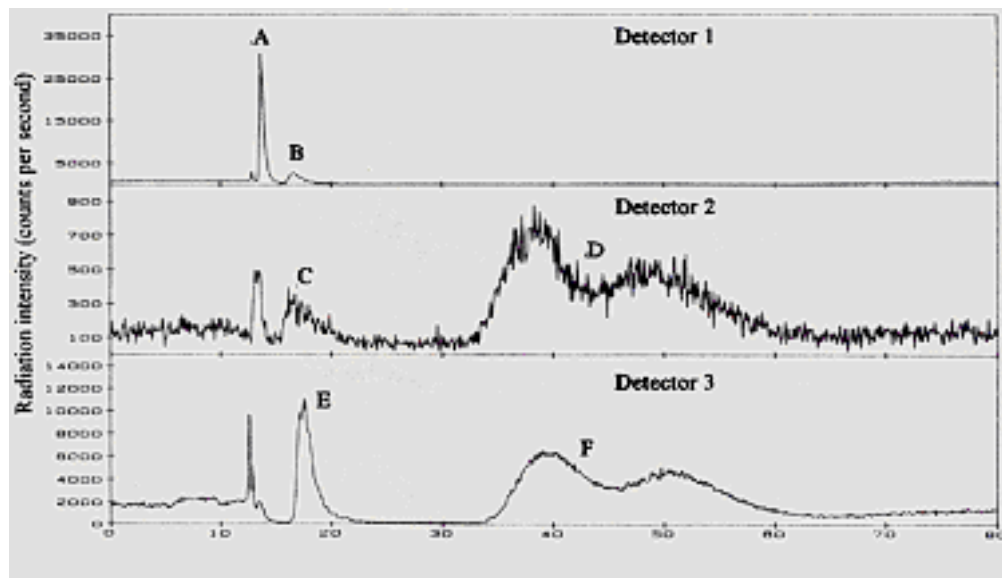 Radiation intensity (counts per second)
A
Detector 1
35000
25000
15000
5000
B
Detector 2
900
700
500
300
100
C
D
Detector 3
14000
12000
10000
8000
6000
4000
2000
0
E
F
0 10 20 30 40 50 60 70 80